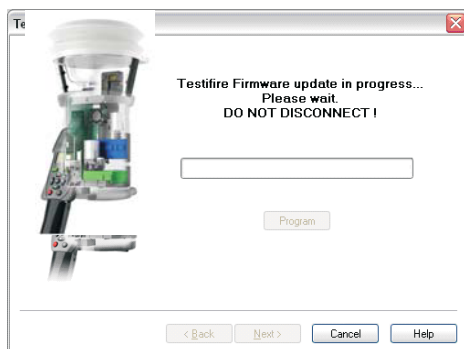 Te
Testifire Firmware update in progress...
Please wait.
DO NOT DISCONNECT !
Program
< Back
Next >
Cancel
Help